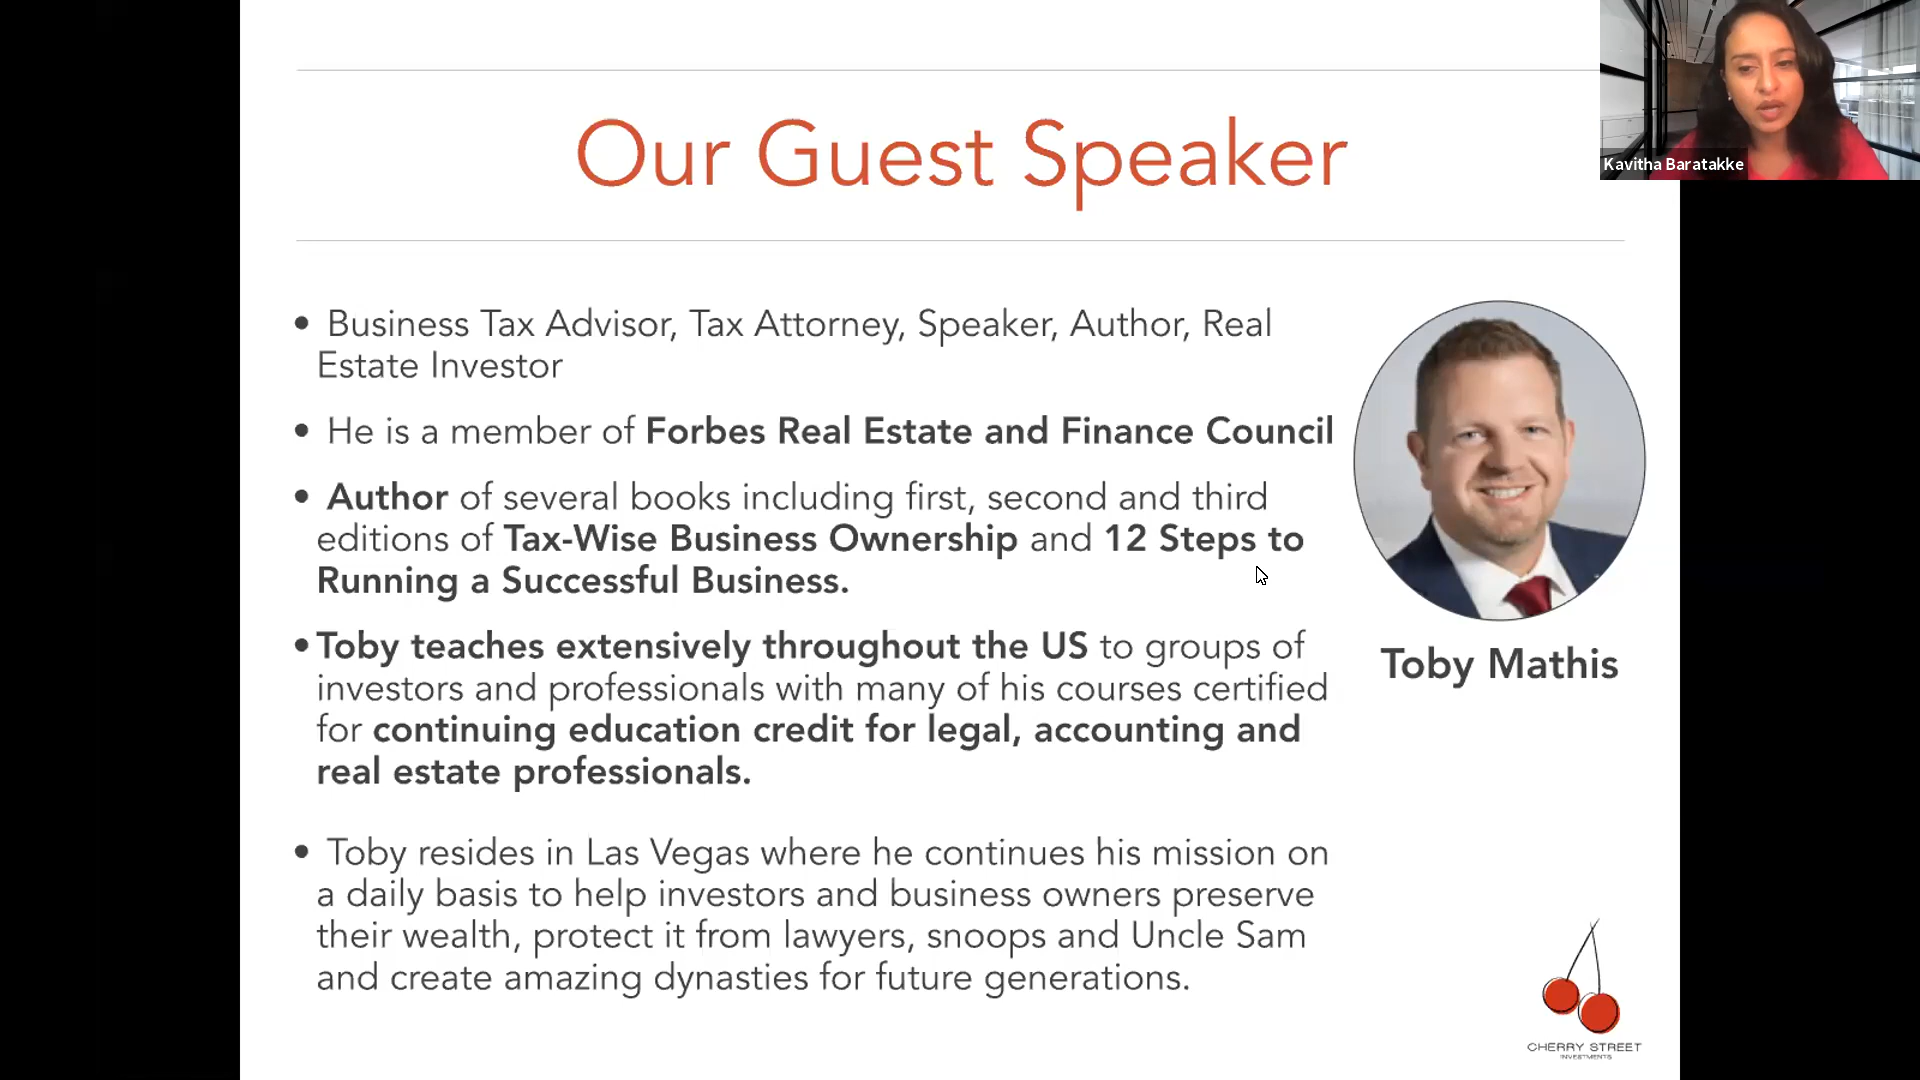 Our Guest Speaker
Kavitha Baratakke
• Business Tax Advisor, Tax Attorney, Speaker, Author, Real
Estate Investor
• He is a member of Forbes Real Estate and Finance Council
• Author of several books including first, second and third
editions of Tax-Wise Business Ownership and 12 Steps to
Running a Successful Business.
• Toby teaches extensively throughout the US to groups of
investors and professionals with many of his courses certified
for continuing education credit for legal, accounting and
real estate professionals.
• Toby resides in Las Vegas where he continues his mission on
a daily basis to help investors and business owners preserve
their wealth, protect it from lawyers, snoops and Uncle Sam
and create amazing dynasties for future generations.
Toby Mathis
CHERRY STREET
INVESTMENTS